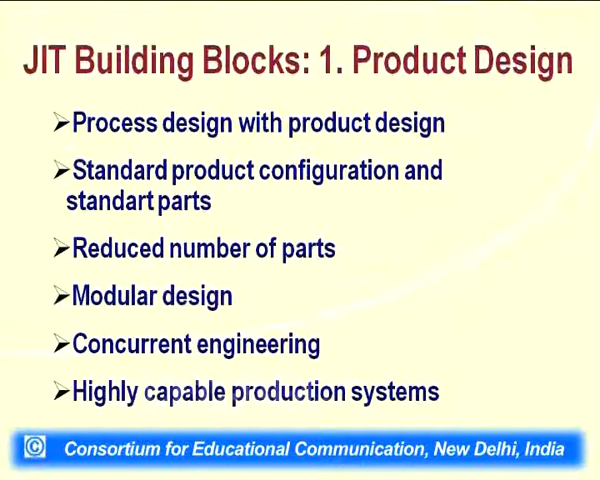 JIT Building Blocks: 1. Product Design
➢Process design with product design
➢Standard product configuration and
standart parts
➢Reduced number of parts
➢Modular design
➢Concurrent engineering
➢Highly capable production systems
© Consortium for Educational Communication, New Delhi, India